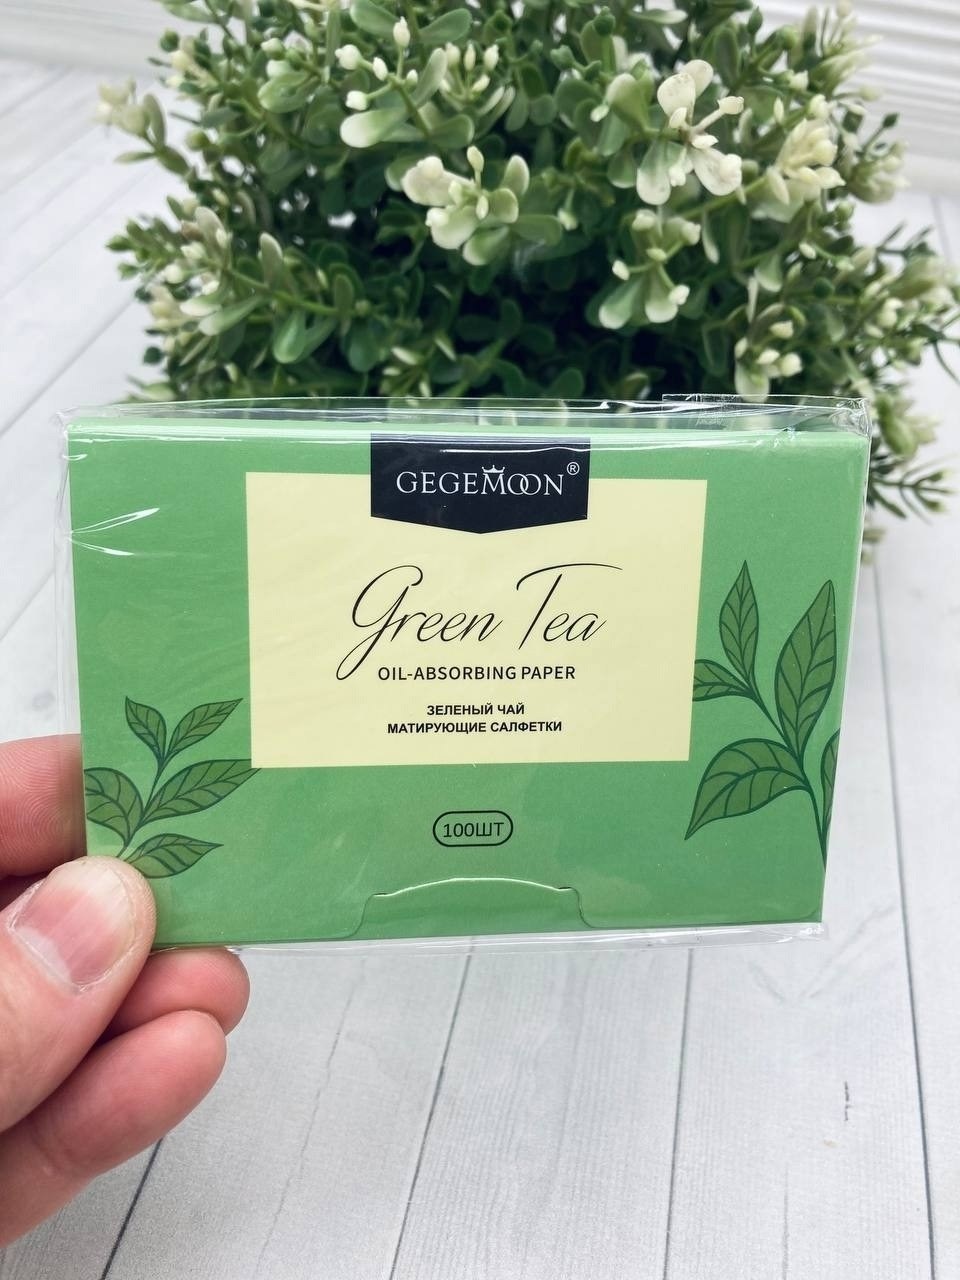 GEGEMOON®
Green Tea
OIL-ABSORBING PAPER
ЗЕЛЕНЫЙ ЧАЙ
МАТИРУЮЩИЕ САЛФЕТКИ
100ШТ